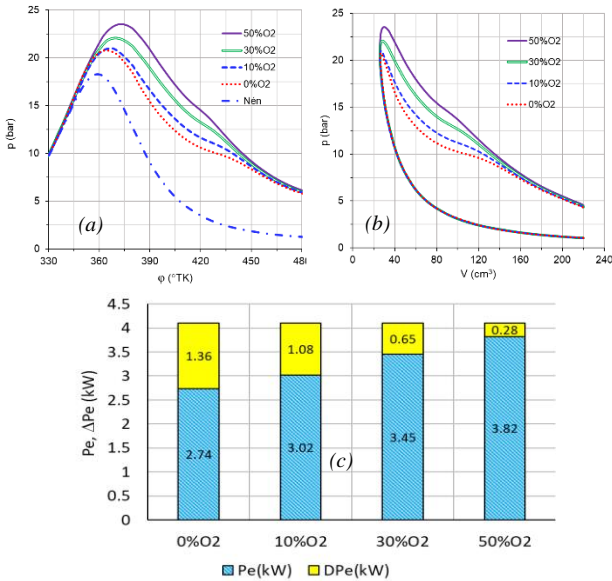 25
20
15
10
5
0
p (bar)
50%O2
30%O2
10%O2
0%O2
Nén
(a)
330 360 390 420 450 480
φ (°TK)
25
20
15
10
5
0
p (bar)
50%O2
30%O2
10%O2
0%O2
(b)
0 40 80 120 160 200 240
V (cm³)
4.5
4
3.5
3
2.5
2
1.5
1
0.5
0
Pe, ΔPe (kW)
1.36 1.08 0.65 0.28
2.74 3.02 3.45 3.82
(c)
0%O2 10%O2 30%O2 50%O2
Pe(kW) DPe(kW)